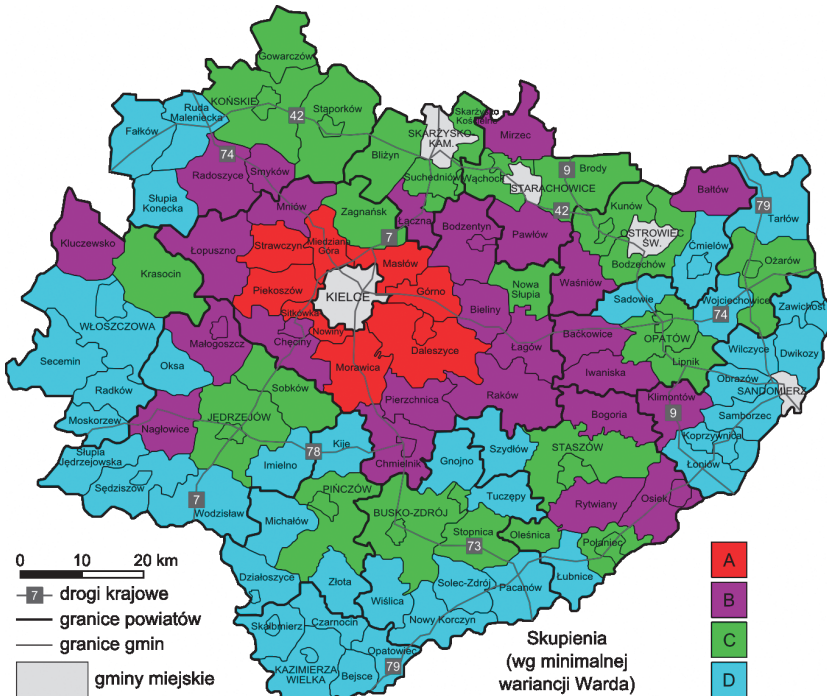 Gowarczów
KOŃSKIE
Stąporków
42
Ruda
Maleniecka
Fałków
74
Radoszyce
Smyków
Słupia
Konecka
Bliżyn
SKARŻYSKO-
KAM.
Skarżysko
Kościelne
Mirzec
Suchedniów
Wąchock
STARACHOWICE
9
Brody
42
Kunów
OSTROWIEC
ŚW.
Bodzechów
Bałtów
79
Tarłów
Ćmielów
Ożarów
Mniów
Zagnańsk
Łączna
7
Bodzentyn
Pawłów
Kluczewsko
Łopuszno
Krasocin
Strawczyn
Miedziana
Góra
Masłów
Piekoszów
KIELCE
Górno
Nowa
Słupia
Waśniów
Sadowie
Wojciechowice
74
Zawichost
WŁOSZCZOWA
Małogoszcz
Sitkówka
Nowiny
Chęciny
Bieliny
Daleszyce
Morawica
Łagów
Baćkowice
OPATÓW
Lipnik
Wilczyce
Dwikozy
Secemin
Oksa
Radków
Iwaniska
Obrazów
SANDOMIERZ
Moskorzew
Nagłowice
JĘDRZEJÓW
Sobków
Pierzchnica
Raków
Bogoria
Klimontów
9
Samborzec
Koprzywnica
Łoniów
Słupia
Jędrzejowska
Sędziszów
7
Wodzisław
Imielno
78
Kije
Chmielnik
Gnojno
Szydłów
STASZÓW
Tuczępy
Rytwiany
Osiek
Michałów
PIŃCZÓW
BUSKO-ZDRÓJ
Stopnica
73
Oleśnica
Połaniec
Łubnice
Działoszyce
Złota
Wiślica
Solec-Zdrój
Pacanów
Nowy Korczyn
Skalbmierz
Czarnocin
KAZIMIERZA
WIELKA
Bejsce
Opatowiec
79
0 20 km
7 drogi krajowe
granice powiatów
granice gmin
gminy miejskie
Skupienia
(wg minimalnej
wariancji Warda)
A
B
C
D